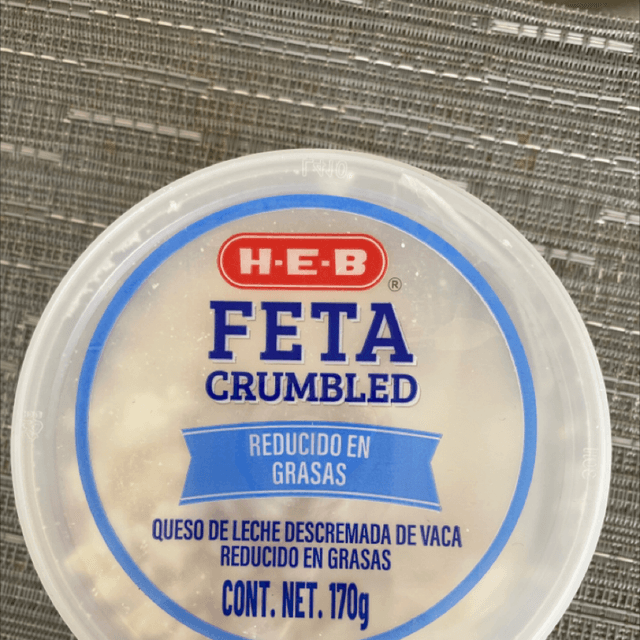 H-E-B®
FETA
CRUMBLED
REDUCIDO EN
GRASAS
QUESO DE LECHE DESCREMADA DE VACA
REDUCIDO EN GRASAS
CONT. NET. 170g